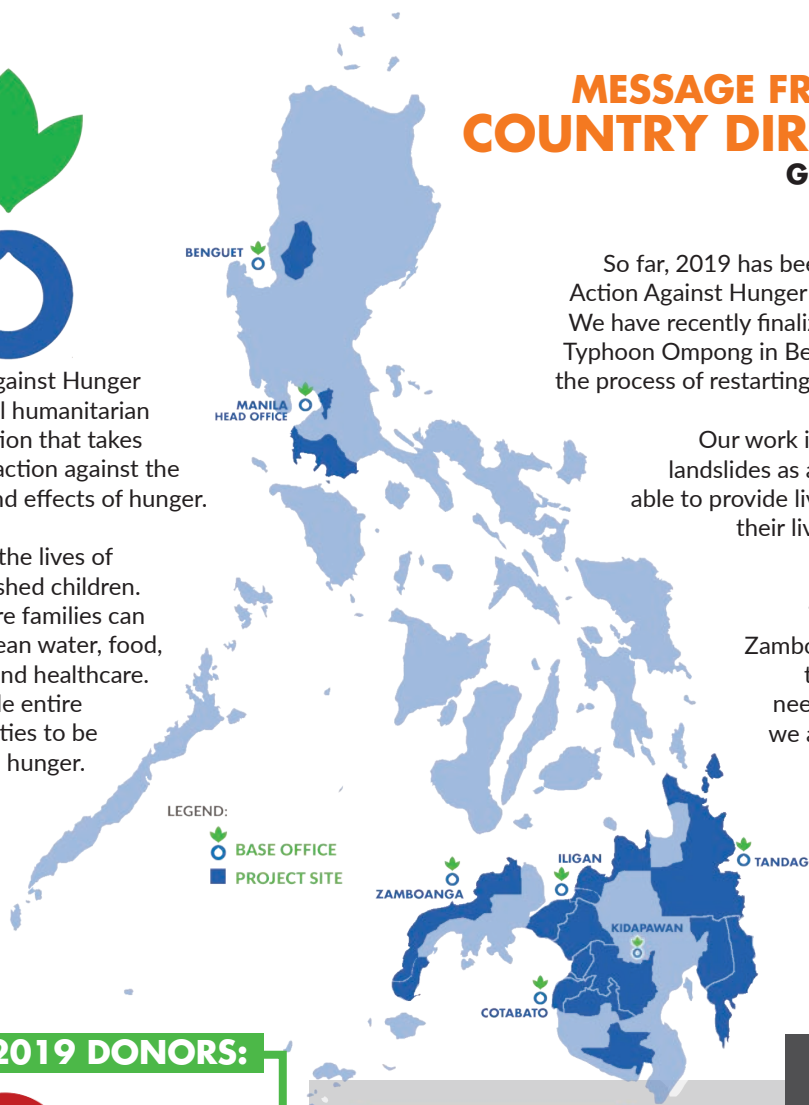 MESSAGE FR
COUNTRY DIR
G
So far, 2019 has bee
Action Against Hunger
We have recently finaliz
Typhoon Ompong in Be
the process of restarting
Our work i
landslides as a
able to provide liv
their liv
Zambo
t
nee
we a
gainst Hunger
l humanitarian
tion that takes
action against the
nd effects of hunger.
the lives of
shed children.
re families can
ean water, food,
nd healthcare.
le entire
ties to be
hunger.
BENGUET
MANILA
HEAD OFFICE
LEGEND:
BASE OFFICE
PROJECT SITE
ZAMBOANGA
ILIGAN
TANDAG
KIDAPAWAN
COTABATO
2019 DONORS: